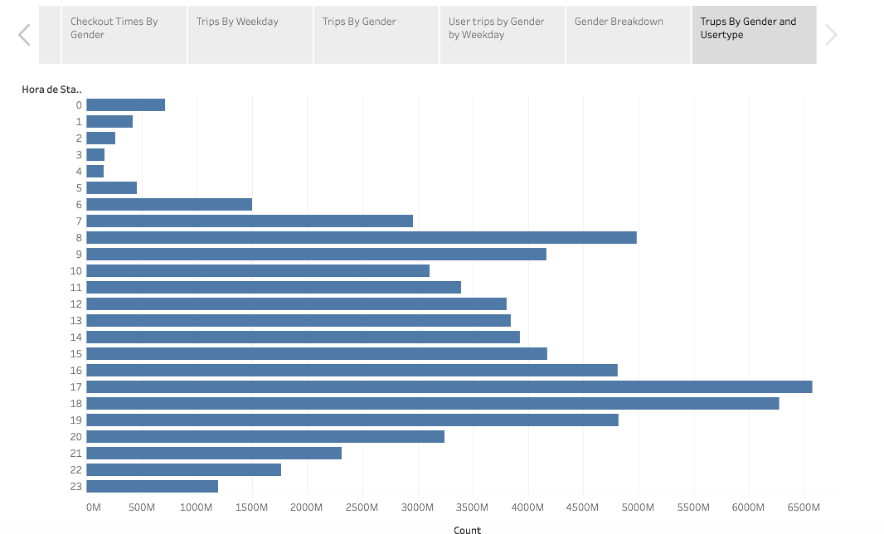 Checkout Times By
Gender
Trips By Weekday
Trips By Gender
User trips by Gender
by Weekday
Gender Breakdown
Trups By Gender and
Usertype
Hora de Sta..
0
1
2
3
4
5
6
7
8
9
10
11
12
13
14
15
16
17
18
19
20
21
22
23
0M 500M 1000M 1500M 2000M 2500M 3000M 3500M 4000M 4500M 5000M 5500M 6000M 6500M
Count